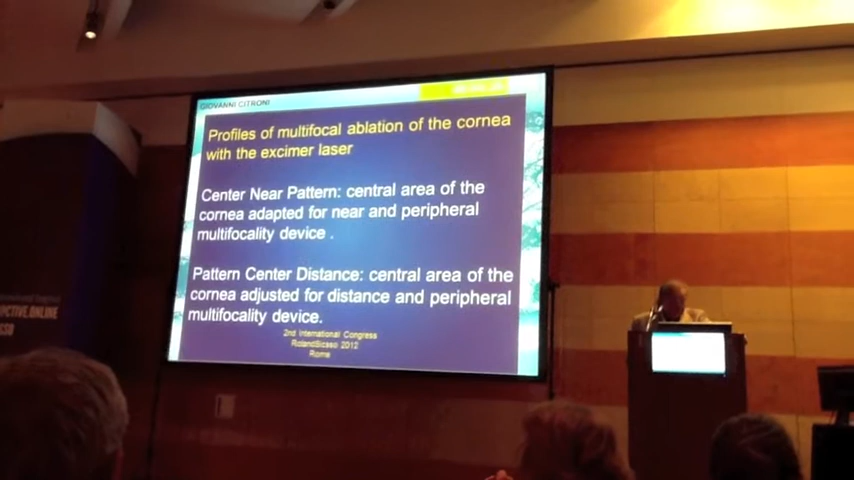 GIOVANNI CITRONI
Profiles of multifocal ablation of the cornea
with the excimer laser
Center Near Pattern: central area of the
cornea adapted for near and peripheral
multifocality device .
Pattern Center Distance: central area of the
cornea adjusted for distance and peripheral
multifocality device.
2nd International Congress
RolandSicsso 2012
Rome